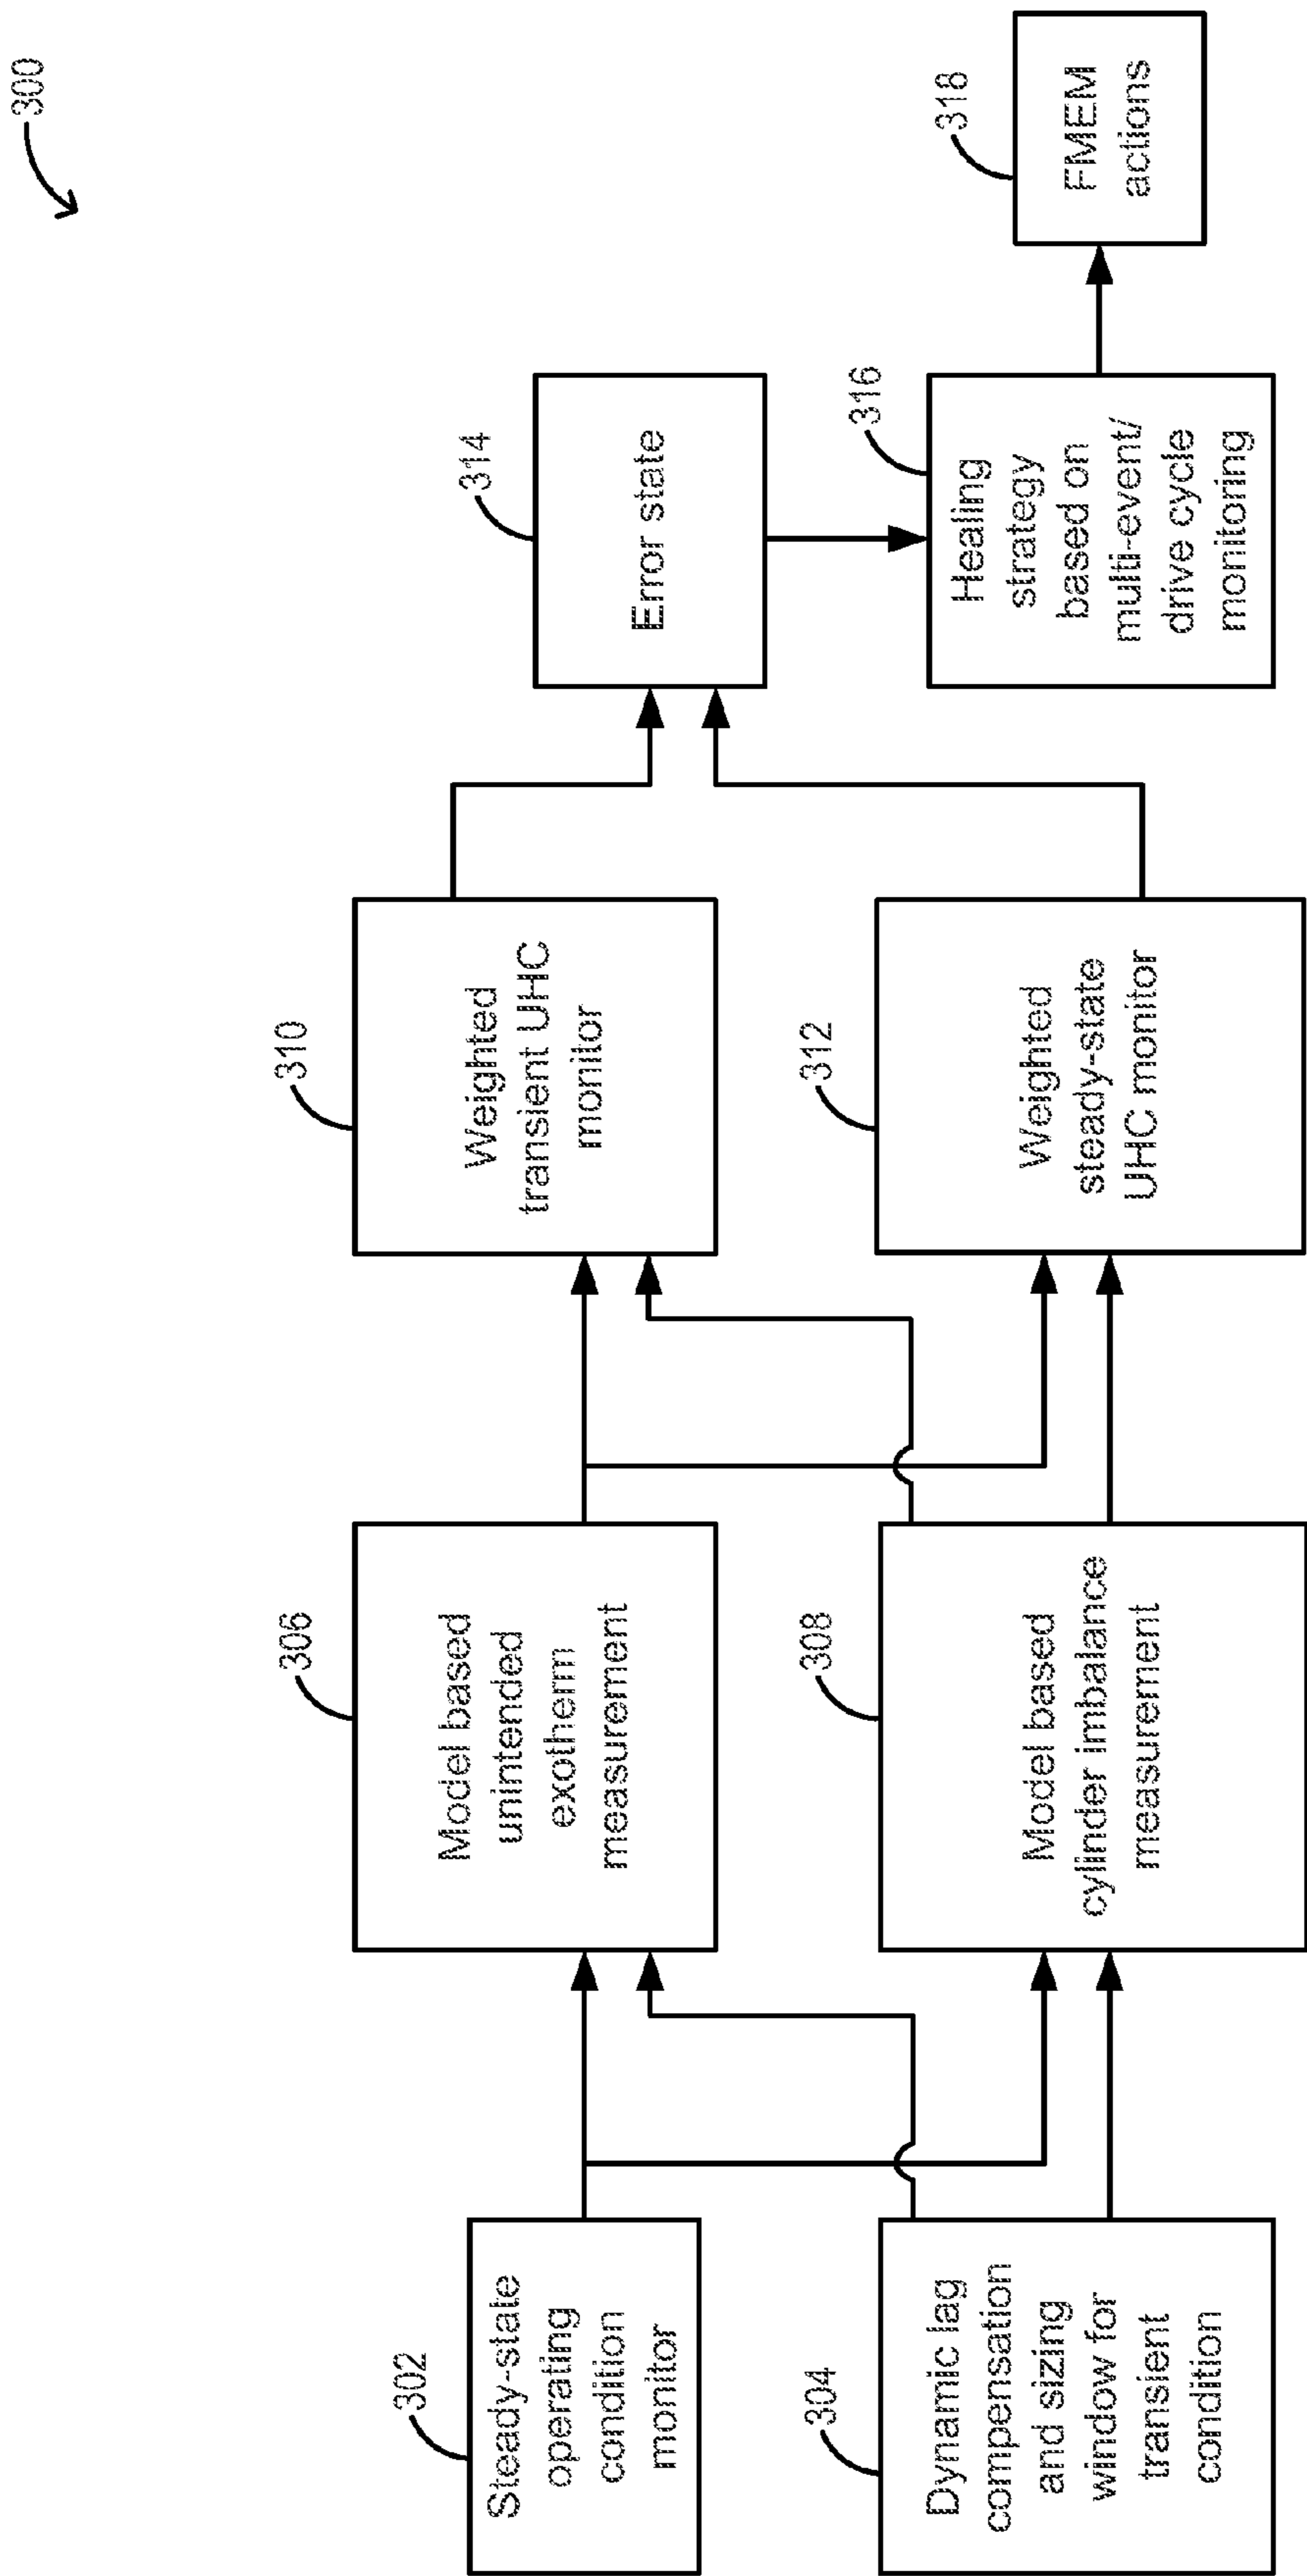 300
302
Steady-state
operating
condition
monitor
304
Dynamic lag
compensation
and sizing
window for
transient
condition
306
Model based
unintended
exotherm
measurement
308
Model based
cylinder imbalance
measurement
310
Weighted
transient UHC
monitor
312
Weighted
steady-state
UHC monitor
314
Error state
316
Healing
strategy
based on
multi-event/
drive cycle
monitoring
318
FMEM
actions